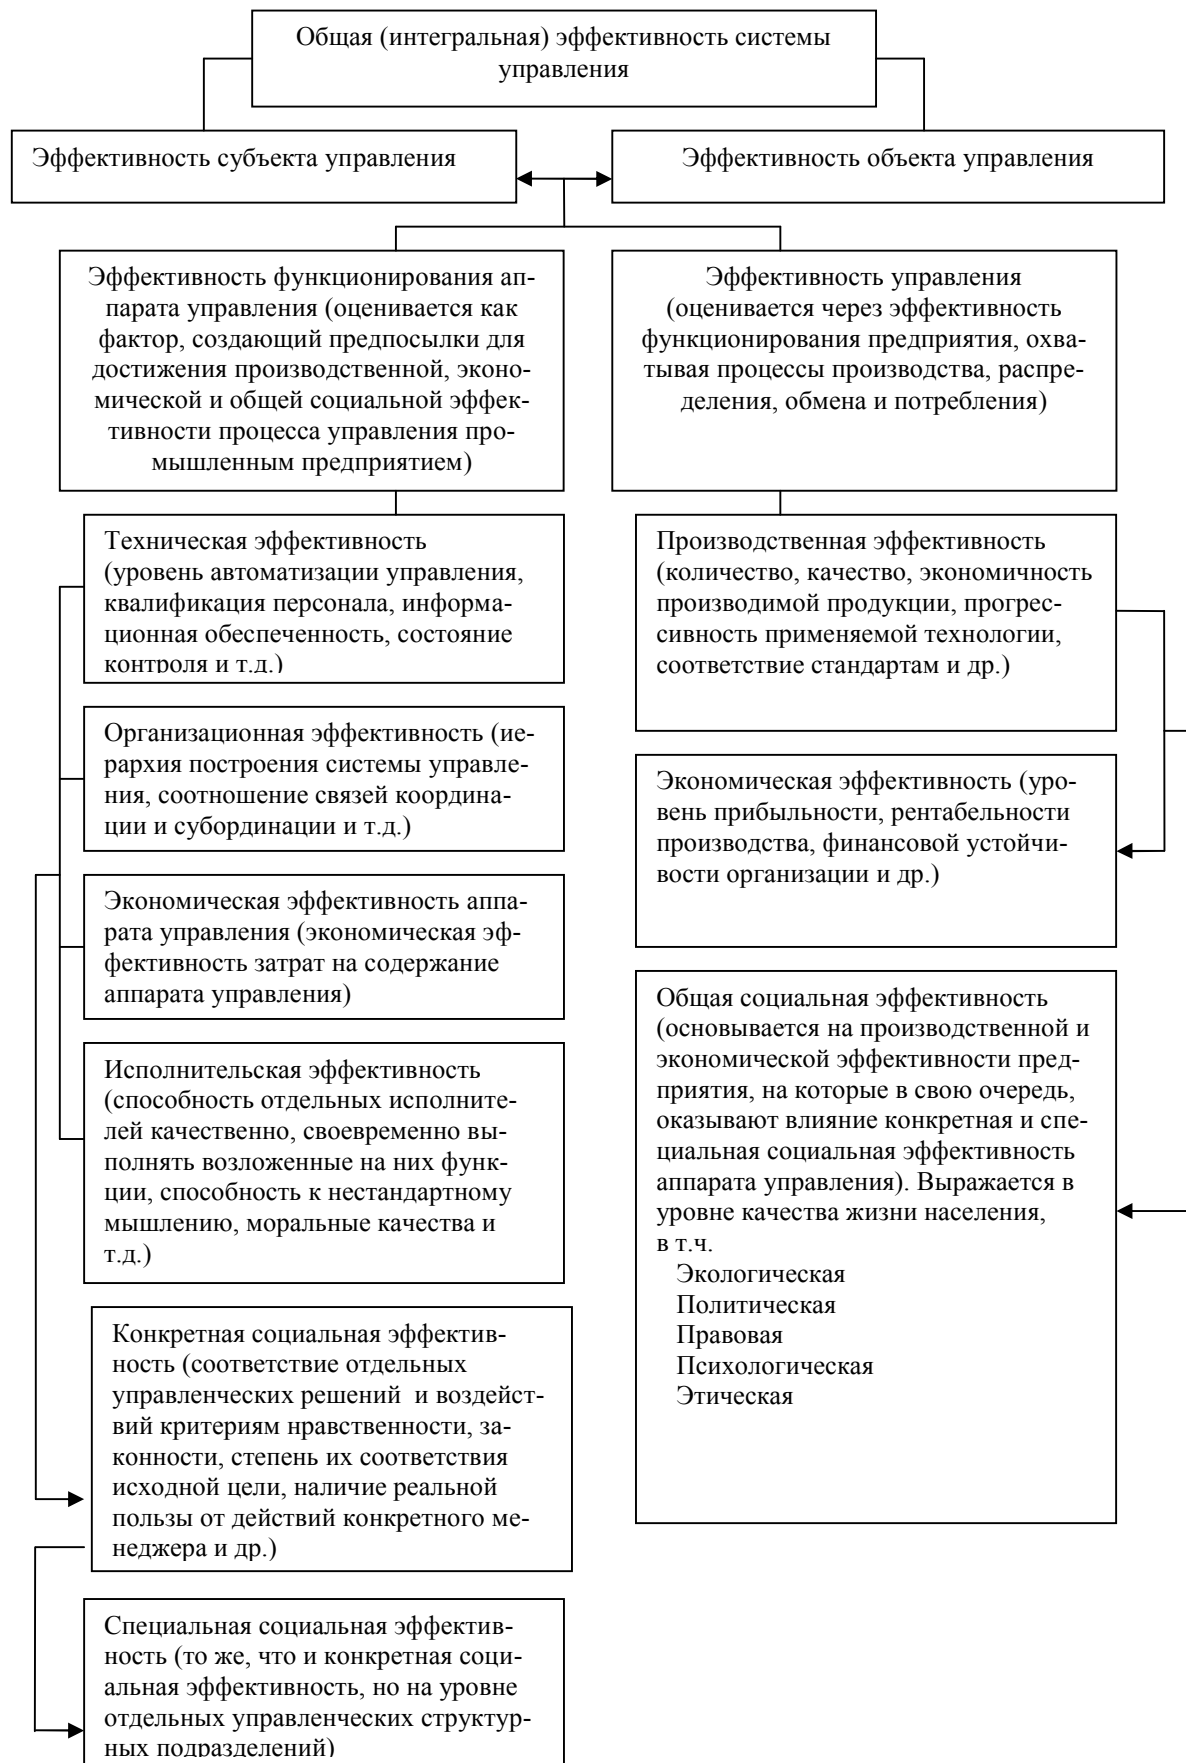 Общая (интегральная) эффективность системы
управления
Эффективность субъекта управления
Эффективность объекта управления
Эффективность функционирования ап-
парата управления (оценивается как
фактор, создающий предпосылки для
достижения производственной, эконо-
мической и общей социальной эффек-
тивности процесса управления про-
мышленным предприятием)
Эффективность управления
(оценивается через эффективность
функционирования предприятия, охва-
тывая процессы производства, распре-
деления, обмена и потребления)
Техническая эффективность
(уровень автоматизации управления,
квалификация персонала, информа-
ционная обеспеченность, состояние
контроля и т.д.)
Организационная эффективность (ие-
рархия построения системы управле-
ния, соотношение связей координа-
ции и субординации и т.д.)
Экономическая эффективность аппа-
рата управления (экономическая эф-
фективность затрат на содержание
аппарата управления)
Исполнительская эффективность
(способность отдельных исполните-
лей качественно, своевременно вы-
полнять возложенные на них функ-
ции, способность к нестандартному
мышлению, моральные качества и
т.д.)
Конкретная социальная эффектив-
ность (соответствие отдельных
управленческих решений  и воздейст-
вий критериям нравственности, за-
конности, степень их соответствия
исходной цели, наличие реальной
пользы от действий конкретного ме-
неджера и др.)
Специальная социальная эффектив-
ность (то же, что и конкретная соци-
альная эффективность, но на уровне
отдельных управленческих структур-
ных подразделений)
Производственная эффективность
(количество, качество, экономичность
производимой продукции, прогрес-
сивность применяемой технологии,
соответствие стандартам и др.)
Экономическая эффективность (уро-
вень прибыльности, рентабельности
производства, финансовой устойчи-
вости организации и др.)
Общая социальная эффективность
(основывается на производственной и
экономической эффективности пред-
приятия, на которые в свою очередь,
оказывают влияние конкретная и спе-
циальная социальная эффективность
аппарата управления). Выражается в
уровне качества жизни населения,
в т.ч.
Экологическая
Политическая
Правовая
Психологическая
Этическая